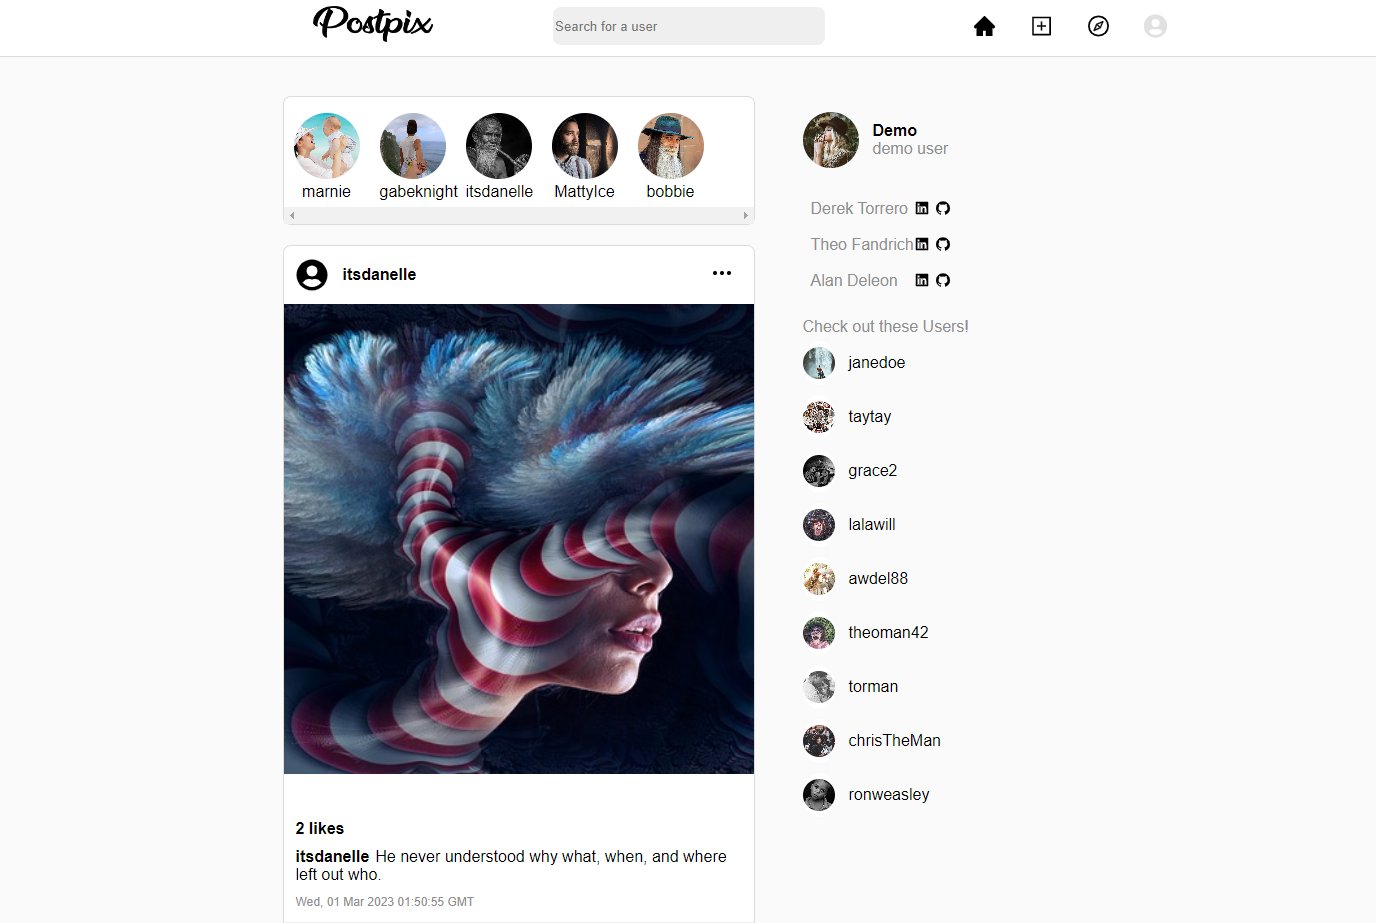 Postpix
Search for a user
marnie
gabeknight
itsdanelle
MattyIce
bobbie
Demo
demo user
Derek Torrero
Theo Fandrich
Alan Deleon
Check out these Users!
janedoe
taytay
grace2
lalawill
awdel88
theoman42
torman
chrisTheMan
ronweasley
itsdanelle
2 likes
itsdanelle He never understood why what, when, and where
left out who.
Wed, 01 Mar 2023 01:50:55 GMT